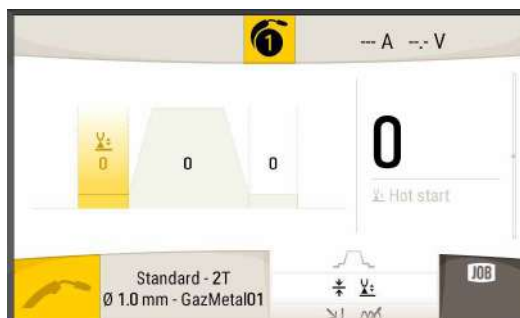 1
--- A --.- V
0
0
0
0
Hot start
Standard - 2T
Ø 1.0 mm - GazMetal01
JOB